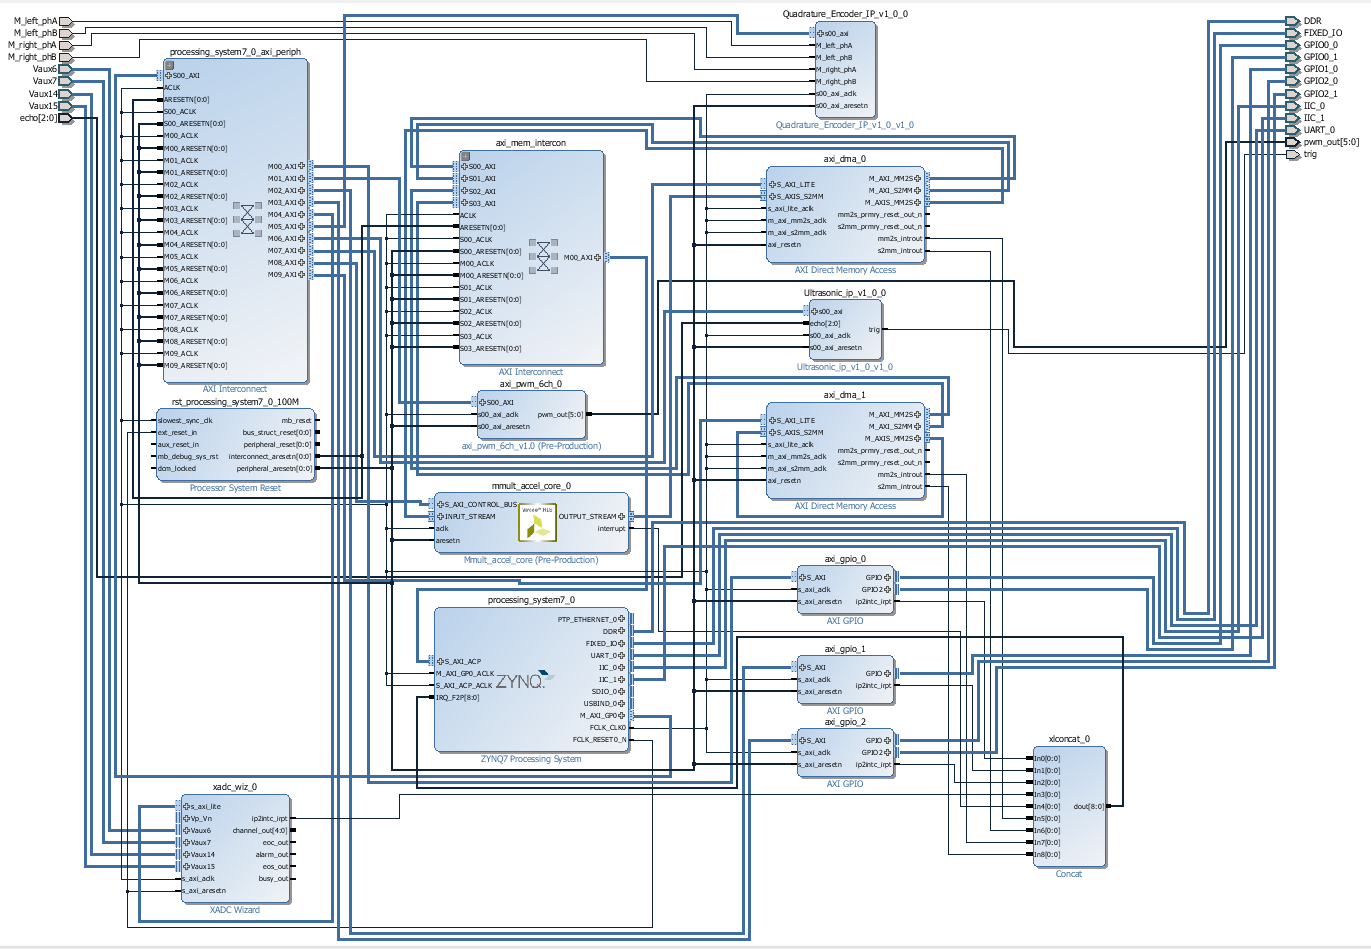 M_left_phA
M_left_phB
M_right_phA
M_right_phB
Vaux6
Vaux7
Vaux14
Vaux15
echo[2:0]
processing_system7_0_axi_periph
S00_AXI
ACLK
ARESETN[0:0]
S00_ACLK
S00_ARESETN[0:0]
M00_ACLK
M00_ARESETN[0:0]
M01_ACLK
M01_ARESETN[0:0]
M02_ACLK
M02_ARESETN[0:0]
M03_ACLK
M03_ARESETN[0:0]
M04_ACLK
M04_ARESETN[0:0]
M05_ACLK
M05_ARESETN[0:0]
M06_ACLK
M06_ARESETN[0:0]
M07_ACLK
M07_ARESETN[0:0]
M08_ACLK
M08_ARESETN[0:0]
M09_ACLK
M09_ARESETN[0:0]
M00_AXI
M01_AXI
M02_AXI
M03_AXI
M04_AXI
M05_AXI
M06_AXI
M07_AXI
M08_AXI
M09_AXI
AXI Interconnect
rst_processing_system7_0_100M
slowest_sync_clk
ext_reset_in
aux_reset_in
mb_debug_sys_rst
dcm_locked
mb_reset
bus_struct_reset[0:0]
peripheral_reset[0:0]
interconnect_aresetn[0:0]
peripheral_aresetn[0:0]
Processor System Reset
axi_mem_intercon
S00_AXI
S01_AXI
S02_AXI
S03_AXI
ACLK
ARESETN[0:0]
S00_ACLK
S00_ARESETN[0:0]
M00_ACLK
M00_ARESETN[0:0]
S01_ACLK
S01_ARESETN[0:0]
S02_ACLK
S02_ARESETN[0:0]
S03_ACLK
S03_ARESETN[0:0]
M00_AXI
AXI Interconnect
axi_pwm_6ch_0
S00_AXI
s00_axi_aclk
s00_axi_aresetn
pwm_out[5:0]
axi_pwm_6ch_v1.0 (Pre-Production)
mmult_accel_core_0
S_AXI_CONTROL_BUS
INPUT_STREAM
aclk
aresetn
Vivado™ HLS
OUTPUT_STREAM
interrupt
Mmult_accel_core (Pre-Production)
processing_system7_0
S_AXI_ACP
M_AXI_GP0_ACLK
S_AXI_ACP_ACLK
IRQ_F2P[8:0]
ZYNQ
PTP_ETHERNET_0
DDR
FIXED_IO
UART_0
IIC_0
IIC_1
SDIO_0
USBIND_0
M_AXI_GP0
FCLK_CLK0
FCLK_RESET0_N
ZYNQ7 Processing System
xadc_wiz_0
s_axi_lite
Vp_Vn
Vaux6
Vaux7
Vaux14
Vaux15
s_axi_aclk
s_axi_aresetn
ip2intc_irpt
channel_out[4:0]
eoc_out
alarm_out
eos_out
busy_out
XADC Wizard
Quadrature_Encoder_IP_v1_0_0
s00_axi
M_left_phA
M_left_phB
M_right_phA
M_right_phB
s00_axi_aclk
s00_axi_aresetn
Quadrature_Encoder_IP_v1_0_v1_0
axi_dma_0
S_AXI_LITE
S_AXIS_S2MM
s_axi_lite_aclk
m_axi_mm2s_aclk
m_axi_s2mm_aclk
axi_resetn
M_AXI_MM2S
M_AXI_S2MM
M_AXIS_MM2S
mm2s_prmry_reset_out_n
s2mm_prmry_reset_out_n
mm2s_introut
s2mm_introut
AXI Direct Memory Access
Ultrasonic_ip_v1_0_0
s00_axi
echo[2:0]
s00_axi_aclk
s00_axi_aresetn
trig
Ultrasonic_ip_v1_0_v1_0
axi_dma_1
S_AXI_LITE
S_AXIS_S2MM
s_axi_lite_aclk
m_axi_mm2s_aclk
m_axi_s2mm_aclk
axi_resetn
M_AXI_MM2S
M_AXI_S2MM
M_AXIS_MM2S
mm2s_prmry_reset_out_n
s2mm_prmry_reset_out_n
mm2s_introut
s2mm_introut
AXI Direct Memory Access
axi_gpio_0
S_AXI
s_axi_aclk
s_axi_aresetn
GPIO
GPIO2
ip2intc_irpt
AXI GPIO
axi_gpio_1
S_AXI
s_axi_aclk
s_axi_aresetn
GPIO
ip2intc_irpt
AXI GPIO
axi_gpio_2
S_AXI
s_axi_aclk
s_axi_aresetn
GPIO
GPIO2
ip2intc_irpt
AXI GPIO
xlconcat_0
In0[0:0]
In1[0:0]
In2[0:0]
In3[0:0]
In4[0:0]
In5[0:0]
In6[0:0]
In7[0:0]
In8[0:0]
dout[8:0]
Concat
DDR
FIXED_IO
GPIO0_0
GPIO0_1
GPIO1_0
GPIO2_0
GPIO2_1
IIC_0
IIC_1
UART_0
pwm_out[5:0]
trig